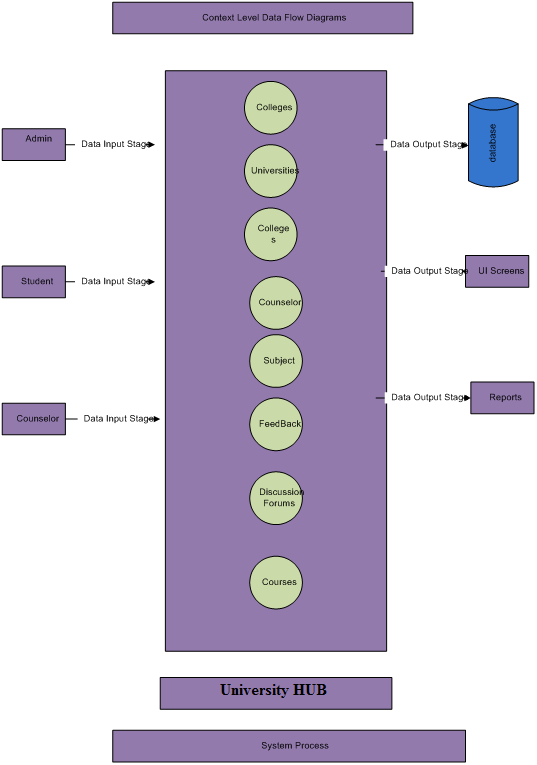 Context Level Data Flow Diagrams
Colleges
Admin
Data Input Stage
Data Output Stage
database
Universities
College
s
Student
Data Input Stage
Data Output Stage
UI Screens
Counselor
Subject
Counselor
Data Input Stage
Data Output Stage
Reports
FeedBack
Discussion
Forums
Courses
University HUB
System Process